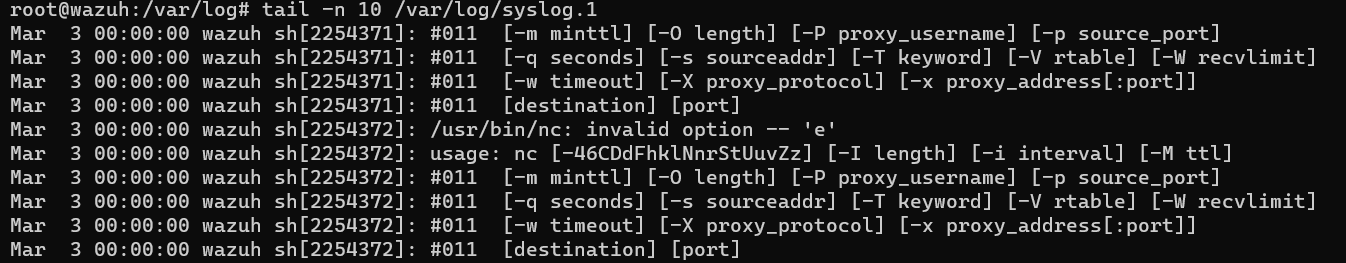 root@wazuh:/var/log# tail -n 10 /var/log/syslog.1
Mar  3 00:00:00 wazuh sh[2254371]: #011  [-m minttl] [-O length] [-P proxy_username] [-p source_port]
Mar  3 00:00:00 wazuh sh[2254371]: #011  [-q seconds] [-s sourceaddr] [-T keyword] [-V rtable] [-W recvlimit]
Mar  3 00:00:00 wazuh sh[2254371]: #011  [-w timeout] [-X proxy_protocol] [-x proxy_address[:port]]
Mar  3 00:00:00 wazuh sh[2254371]: #011  [destination] [port]
Mar  3 00:00:00 wazuh sh[2254372]: /usr/bin/nc: invalid option -- 'e'
Mar  3 00:00:00 wazuh sh[2254372]: usage: nc [-46CDdFhklNnrStUuvZz] [-I length] [-i interval] [-M ttl]
Mar  3 00:00:00 wazuh sh[2254372]: #011  [-m minttl] [-O length] [-P proxy_username] [-p source_port]
Mar  3 00:00:00 wazuh sh[2254372]: #011  [-q seconds] [-s sourceaddr] [-T keyword] [-V rtable] [-W recvlimit]
Mar  3 00:00:00 wazuh sh[2254372]: #011  [-w timeout] [-X proxy_protocol] [-x proxy_address[:port]]
Mar  3 00:00:00 wazuh sh[2254372]: #011  [destination] [port]